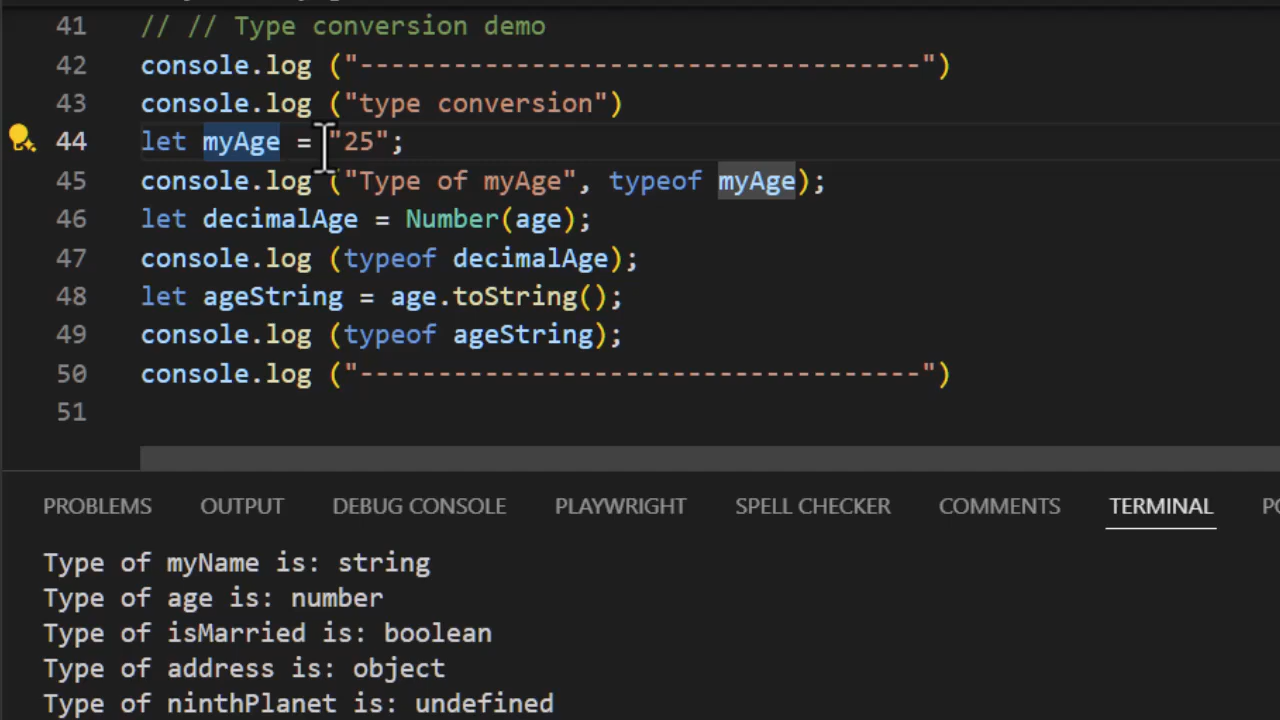 41 // // Type conversion demo
42 console.log ("------------------------------------")
43 console.log ("type conversion")
44 let myAge = "25";
45 console.log ("Type of myAge", typeof myAge);
46 let decimalAge = Number(age);
47 console.log (typeof decimalAge);
48 let ageString = age.toString();
49 console.log (typeof ageString);
50 console.log ("------------------------------------")
51
PROBLEMS OUTPUT DEBUG CONSOLE PLAYWRIGHT SPELL CHECKER COMMENTS TERMINAL
Type of myName is: string
Type of age is: number
Type of isMarried is: boolean
Type of address is: object
Type of ninthPlanet is: undefined